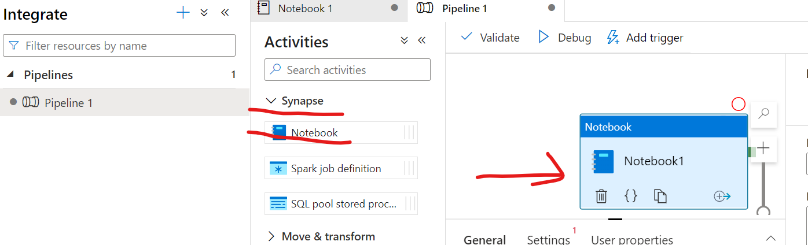 Integrate
Filter resources by name
Pipelines 1
Pipeline 1
Notebook 1
Pipeline 1
Activities
Search activities
Synapse
Notebook
Spark job definition
SQL pool stored proc...
Move & transform
Validate
Debug
Add trigger
Notebook
Notebook1
{}
General
Settings 1
User properties